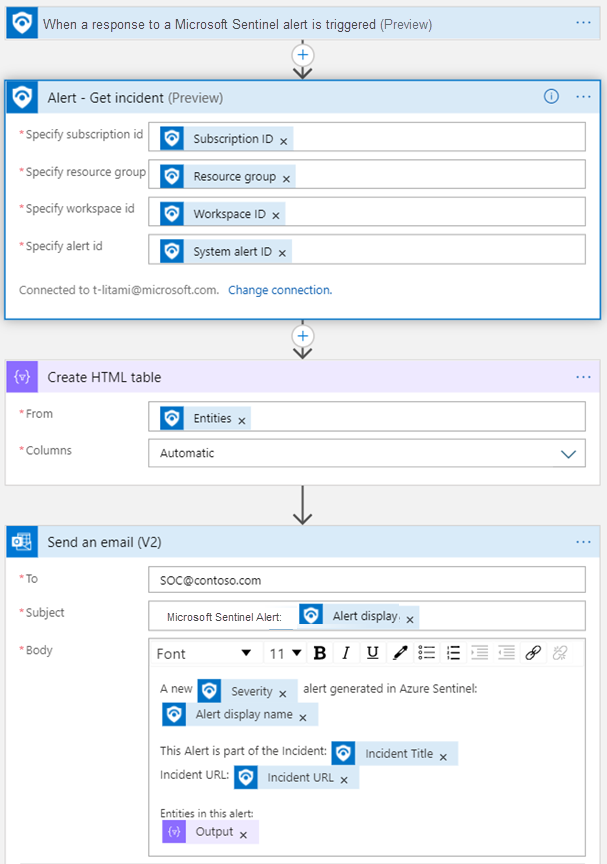 When a response to a Microsoft Sentinel alert is triggered (Preview)
Alert - Get incident (Preview)
* Specify subscription id Subscription ID ×
* Specify resource group Resource group ×
* Specify workspace id Workspace ID ×
* Specify alert id System alert ID ×
Connected to t-litami@microsoft.com. Change connection.
Create HTML table
* From Entities ×
* Columns Automatic
Send an email (V2)
* To SOC@contoso.com
* Subject Microsoft Sentinel Alert: Alert display ×
* Body
Font 11 B I U
A new Severity × alert generated in Azure Sentinel:
Alert display name ×
This Alert is part of the Incident: Incident Title ×
Incident URL: Incident URL ×
Entities in this alert:
Output ×